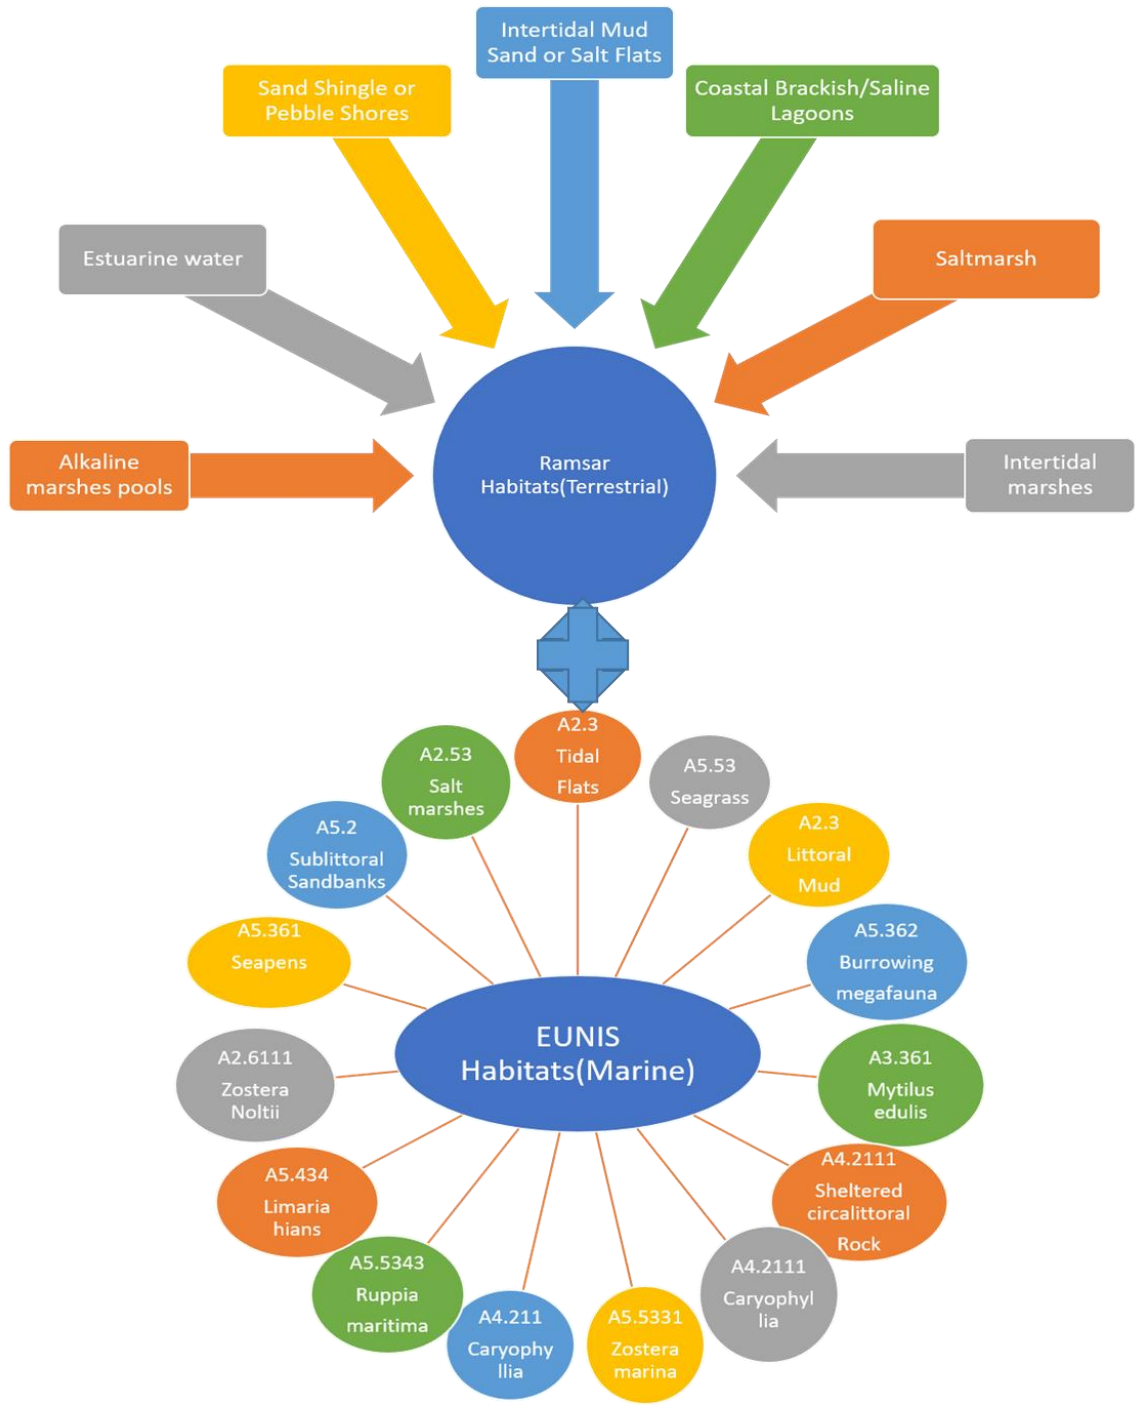 Intertidal Mud
Sand or Salt Flats
Sand Shingle or
Pebble Shores
Coastal Brackish/Saline
Lagoons
Estuarine water
Saltmarsh
Alkaline
marshes pools
Ramsar
Habitats(Terrestrial)
Intertidal
marshes
A2.3
Tidal
Flats
A5.53
Seagrass
A2.3
Littoral
Mud
A5.362
Burrowing
megafauna
A3.361
Mytilus
edulis
A4.2111
Sheltered
circalittoral
Rock
A4.2111
Caryophyl
lia
A5.5331
Zostera
marina
A4.211
Caryophy
llia
A5.5343
Ruppia
maritima
A5.434
Limaria
hians
A2.6111
Zostera
Noltii
A5.361
Seapens
A5.2
Sublittoral
Sandbanks
A2.53
Salt
marshes
EUNIS
Habitats(Marine)